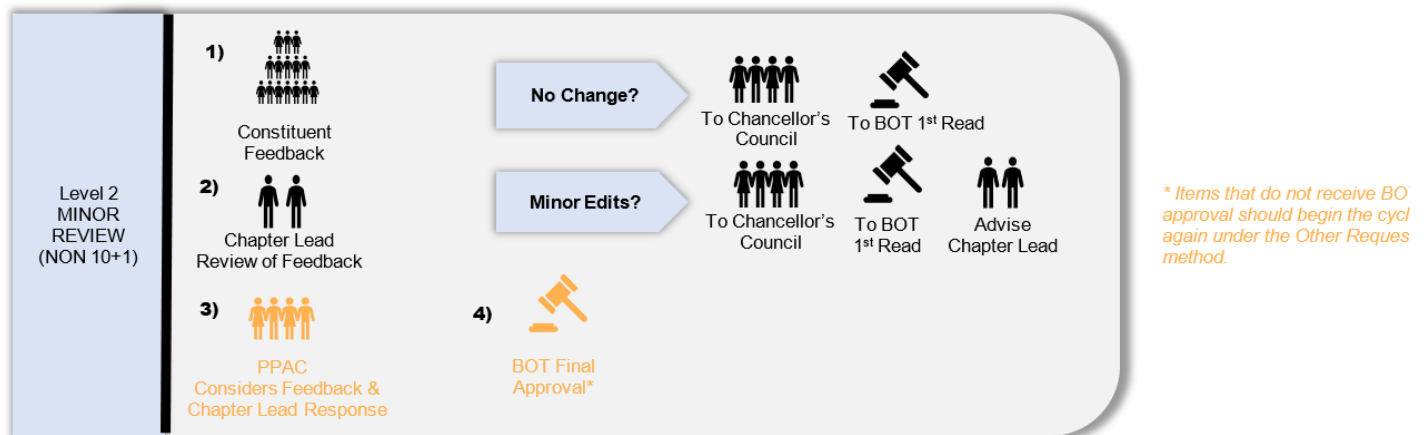 Level 2
MINOR
REVIEW
(NON 10+1)
1)
Constituent
Feedback
2)
Chapter Lead
Review of Feedback
3)
PPAC
Considers Feedback &
Chapter Lead Response
No Change?
To Chancellor's
Council
To BOT 1st Read
Minor Edits?
To Chancellor's
Council
To BOT
1st Read
Advise
Chapter Lead
4)
BOT Final
Approval*
* Items that do not receive BO
approval should begin the cycl
again under the Other Reques
method.